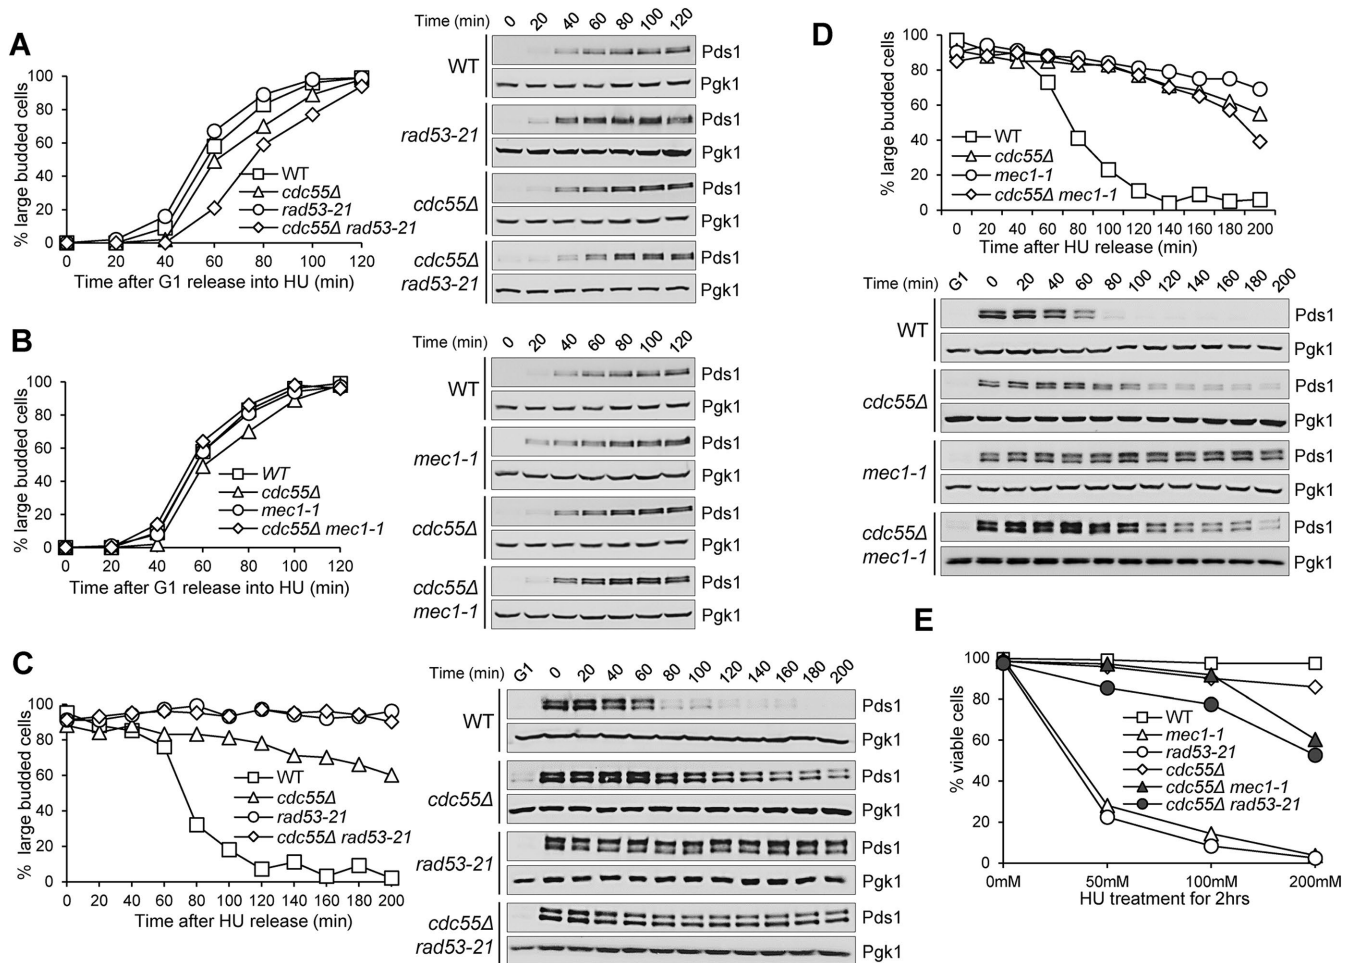 A
% large budded cells
100
80
60
40
20
0
WT
cdc55Δ
rad53-21
cdc55Δ rad53-21
0 20 40 60 80 100 120
Time after G1 release into HU (min)
Time (min) 0 20 40 60 80 100 120
WT
Pds1
Pgk1
rad53-21
Pds1
Pgk1
cdc55Δ
Pds1
Pgk1
cdc55Δ
rad53-21
Pds1
Pgk1
B
% large budded cells
100
80
60
40
20
0
WT
cdc55Δ
mec1-1
cdc55Δ mec1-1
0 20 40 60 80 100 120
Time after G1 release into HU (min)
Time (min) 0 20 40 60 80 100 120
WT
Pds1
Pgk1
mec1-1
Pds1
Pgk1
cdc55Δ
Pds1
Pgk1
cdc55Δ
mec1-1
Pds1
Pgk1
C
% large budded cells
100
80
60
40
20
0
WT
cdc55Δ
rad53-21
cdc55Δ rad53-21
0 20 40 60 80 100 120 140 160 180 200
Time after HU release (min)
Time (min) G1 0 20 40 60 80 100 120 140 160 180 200
WT
Pds1
Pgk1
cdc55Δ
Pds1
Pgk1
rad53-21
Pds1
Pgk1
cdc55Δ
rad53-21
Pds1
Pgk1
D
% large budded cells
100
80
60
40
20
0
WT
cdc55Δ
mec1-1
cdc55Δ mec1-1
0 20 40 60 80 100 120 140 160 180 200
Time after HU release (min)
Time (min) G1 0 20 40 60 80 100 120 140 160 180 200
WT
Pds1
Pgk1
cdc55Δ
Pds1
Pgk1
mec1-1
Pds1
Pgk1
cdc55Δ
mec1-1
Pds1
Pgk1
E
% viable cells
100
80
60
40
20
0
WT
mec1-1
rad53-21
cdc55Δ
cdc55Δ mec1-1
cdc55Δ rad53-21
0mM 50mM 100mM 200mM
HU treatment for 2hrs